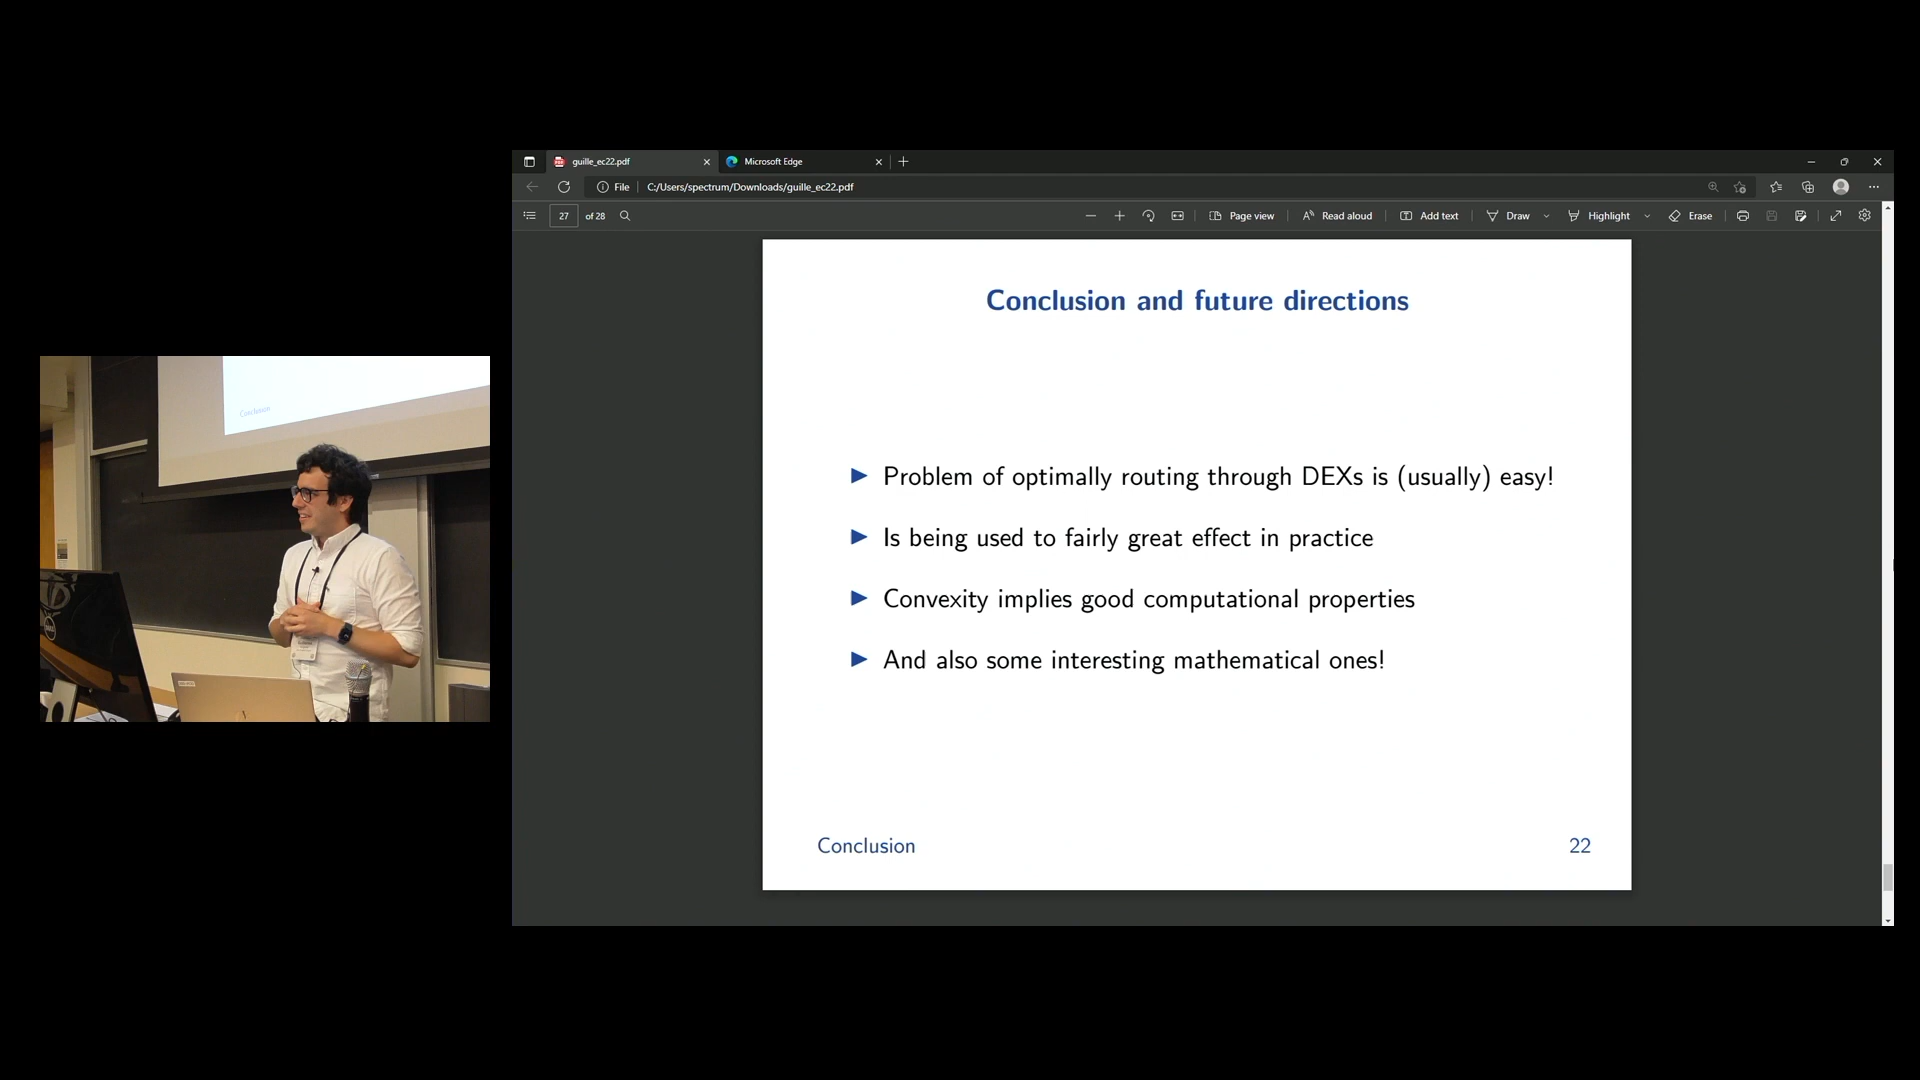 guille_ec22.pdf
Microsoft Edge
File
C:/Users/spectrum/Downloads/guille_ec22.pdf
27 of 28
Page view
Read aloud
Add text
Draw
Highlight
Erase
Conclusion and future directions
▶ Problem of optimally routing through DEXs is (usually) easy!
▶ Is being used to fairly great effect in practice
▶ Convexity implies good computational properties
▶ And also some interesting mathematical ones!
Conclusion
22
Conclusion
DELL